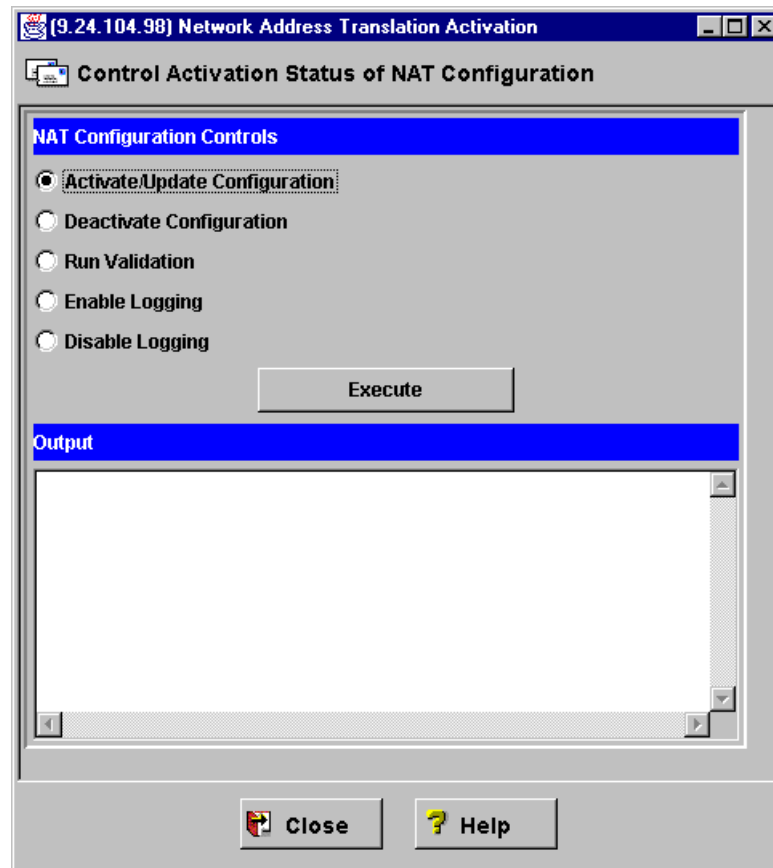 (9.24.104.98) Network Address Translation Activation
Control Activation Status of NAT Configuration
NAT Configuration Controls
Activate/Update Configuration
Deactivate Configuration
Run Validation
Enable Logging
Disable Logging
Execute
Output
Close
Help